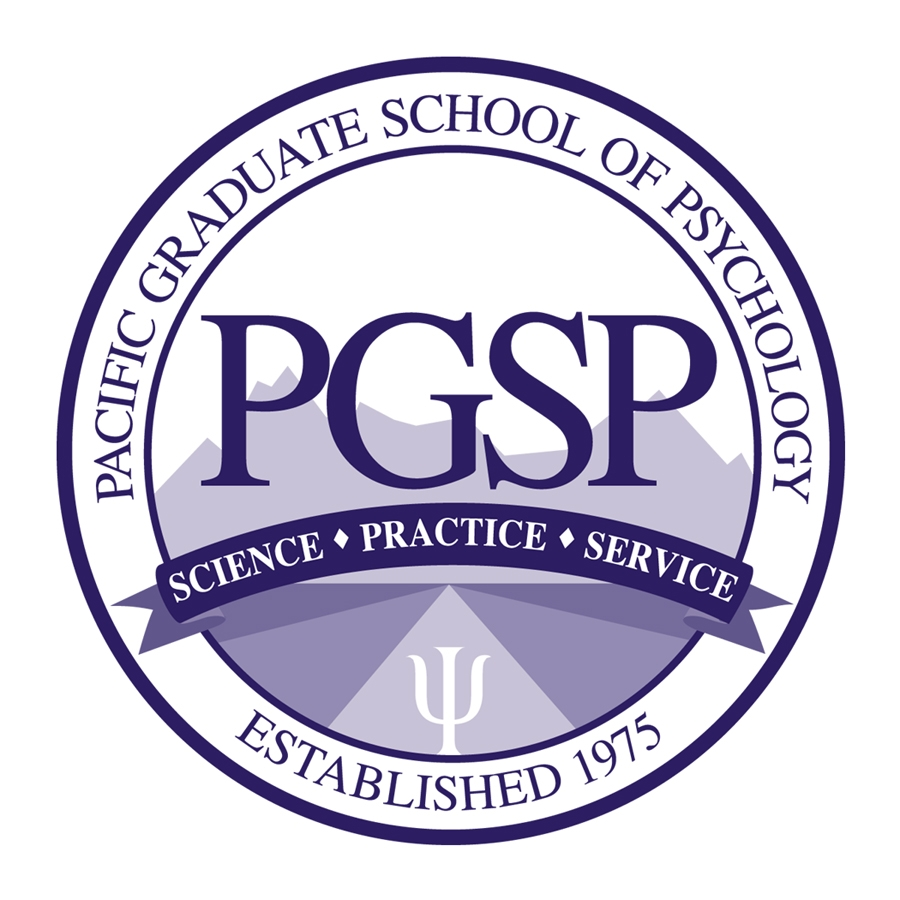 PACIFIC GRADUATE SCHOOL OF PSYCHOLOGY
PGSP
SCIENCE ♦ PRACTICE ♦ SERVICE
Ψ
ESTABLISHED 1975